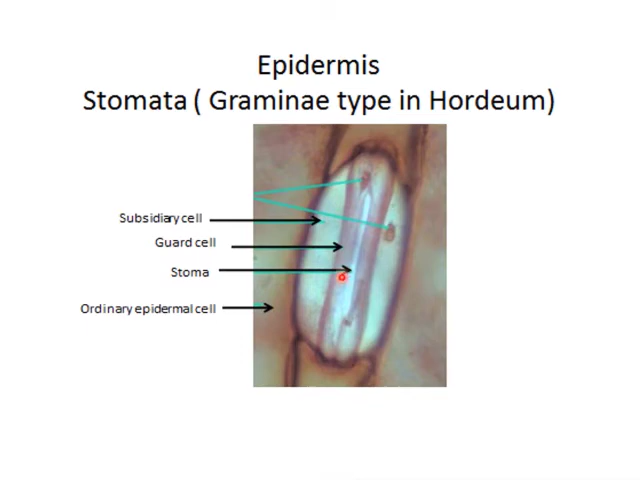 Epidermis
Stomata ( Graminae type in Hordeum)
Subsidiary cell
Guard cell
Stoma
Ordinary epidermal cell